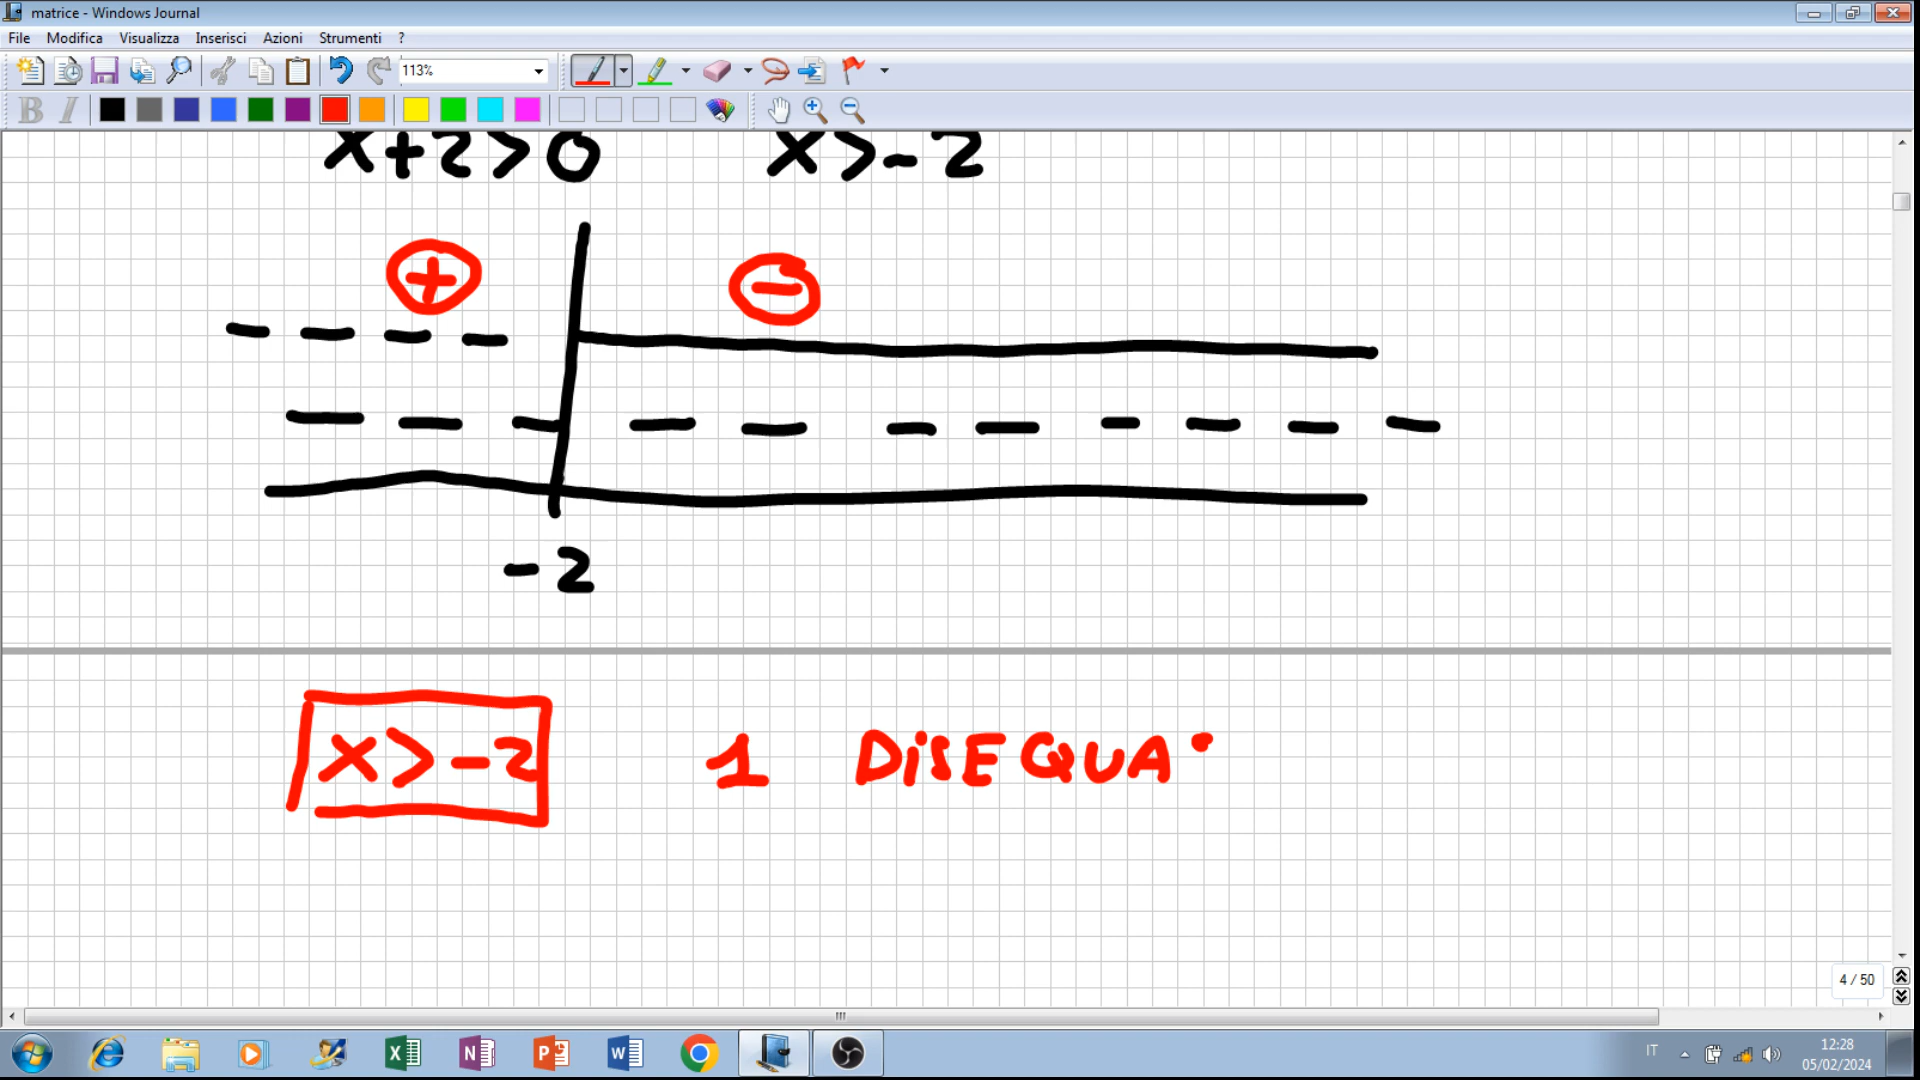 matrice - Windows Journal
File Modifica Visualizza Inserisci Azioni Strumenti ?
113%
B I
x+2>0 x>-2
+ -
-2
x>-2 1 DiSEQUA
4 / 50
IT 12:28
05/02/2024